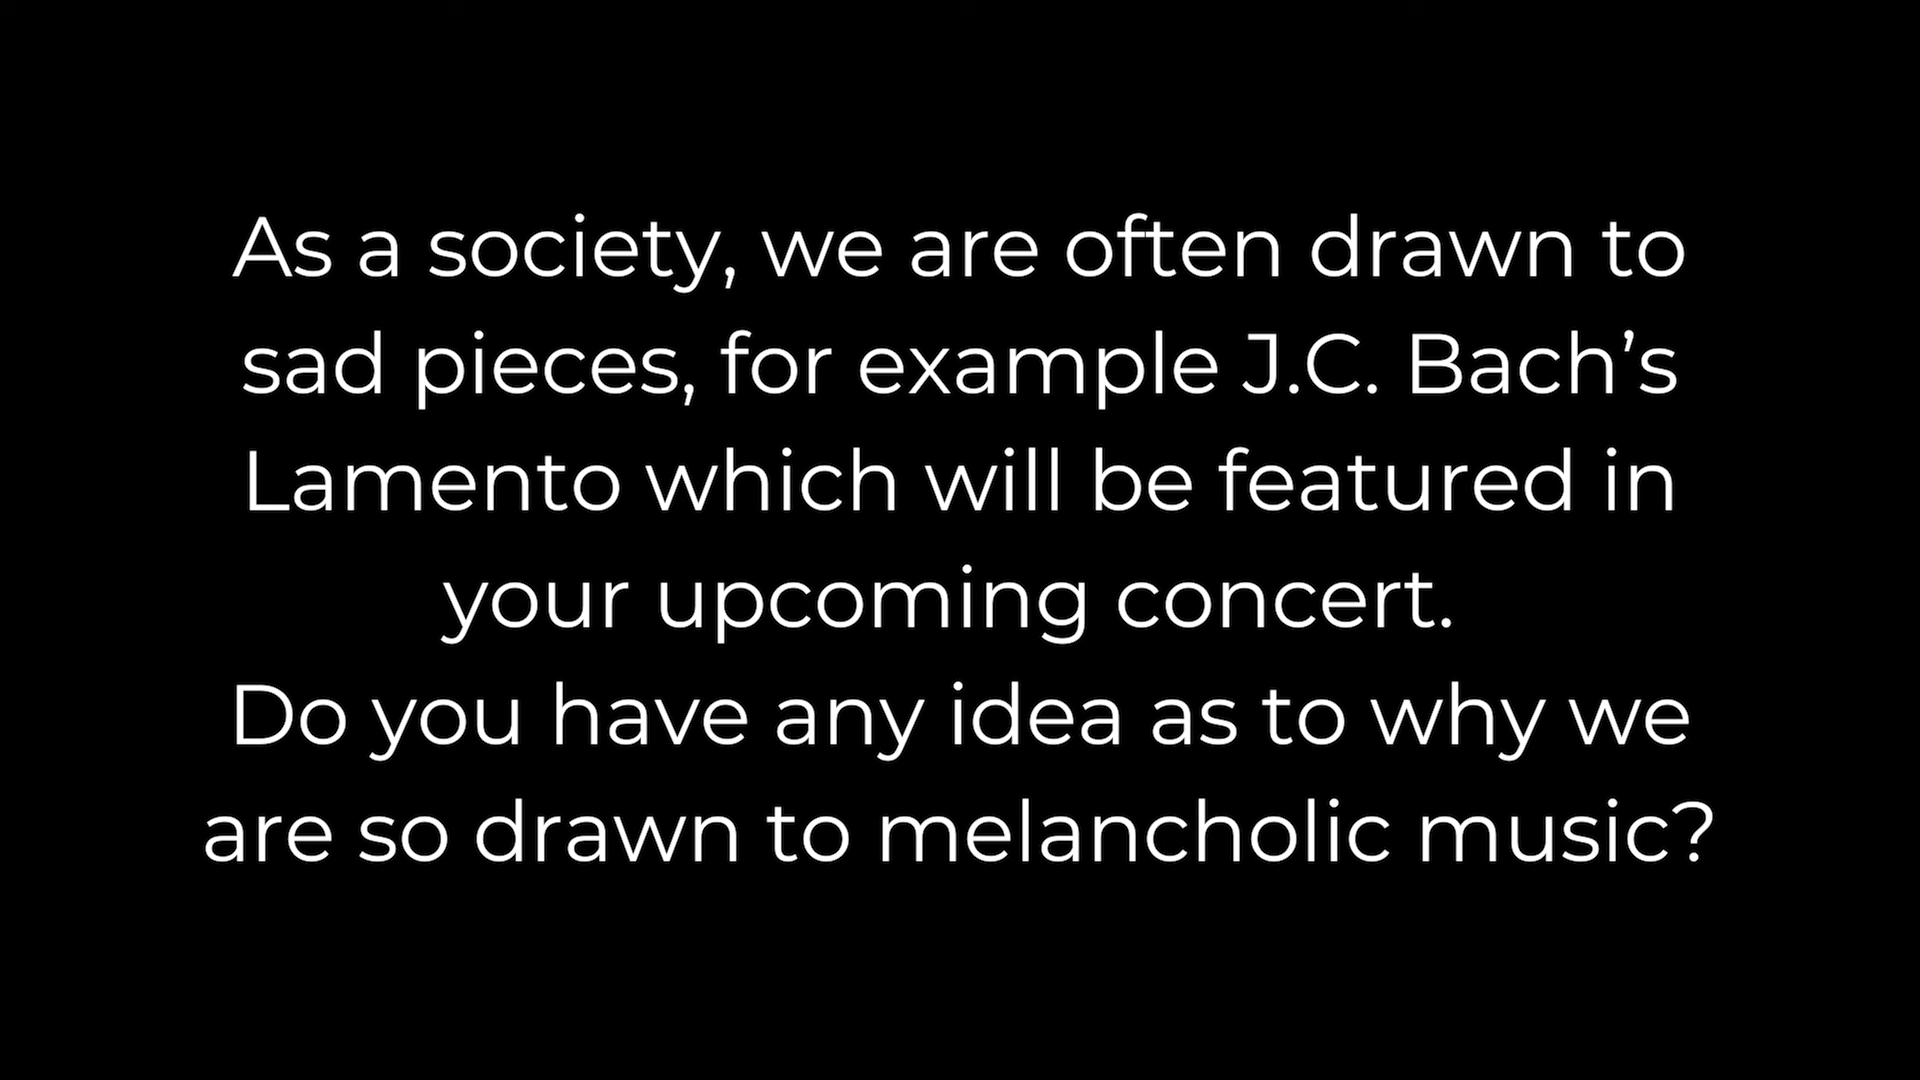 As a society, we are often drawn to
sad pieces, for example J.C. Bach’s
Lamento which will be featured in
your upcoming concert.
Do you have any idea as to why we
are so drawn to melancholic music?